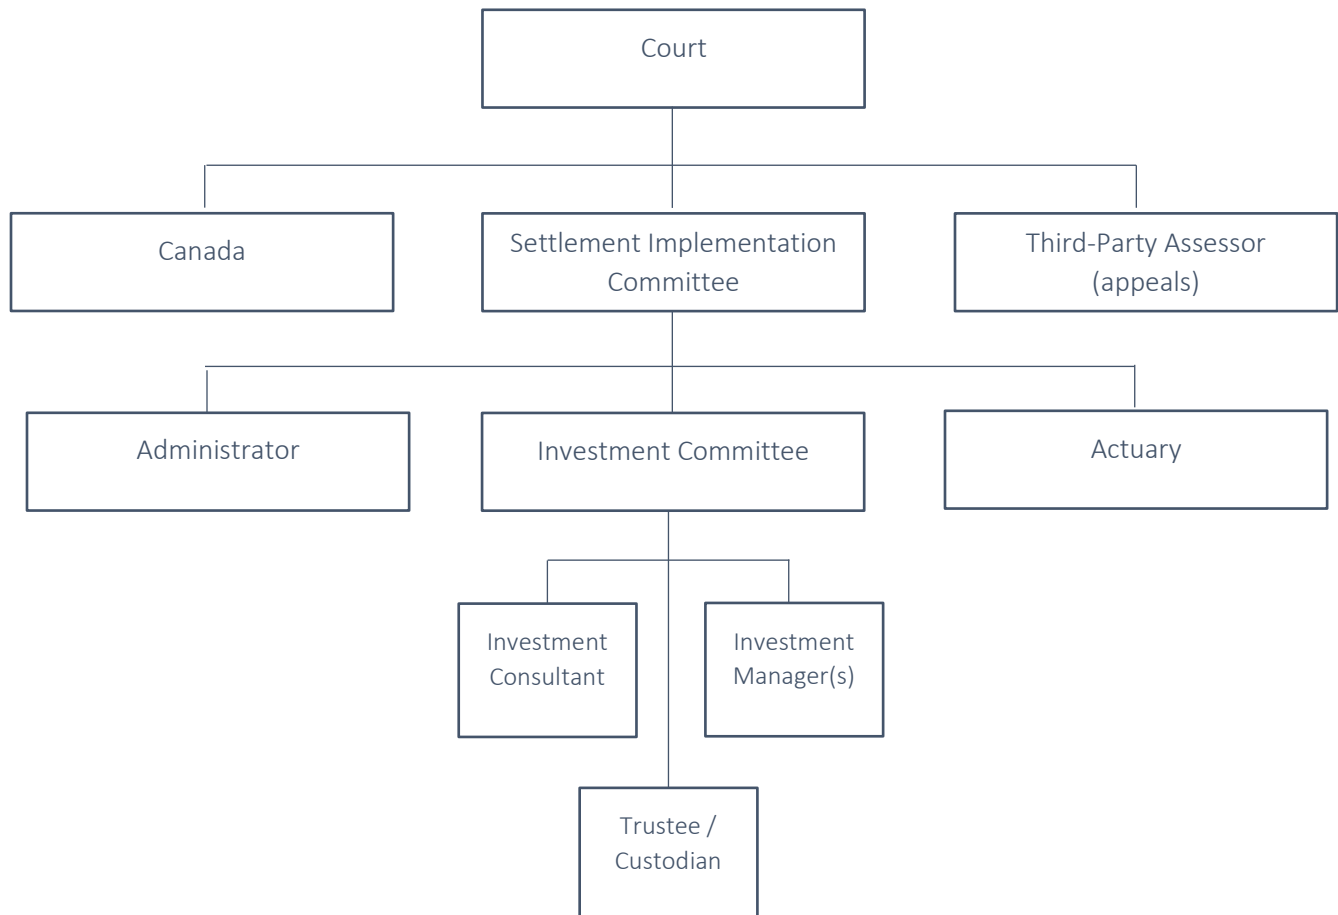 Court
Canada
Settlement Implementation
Committee
Third-Party Assessor
(appeals)
Administrator
Investment Committee
Actuary
Investment
Consultant
Investment
Manager(s)
Trustee /
Custodian